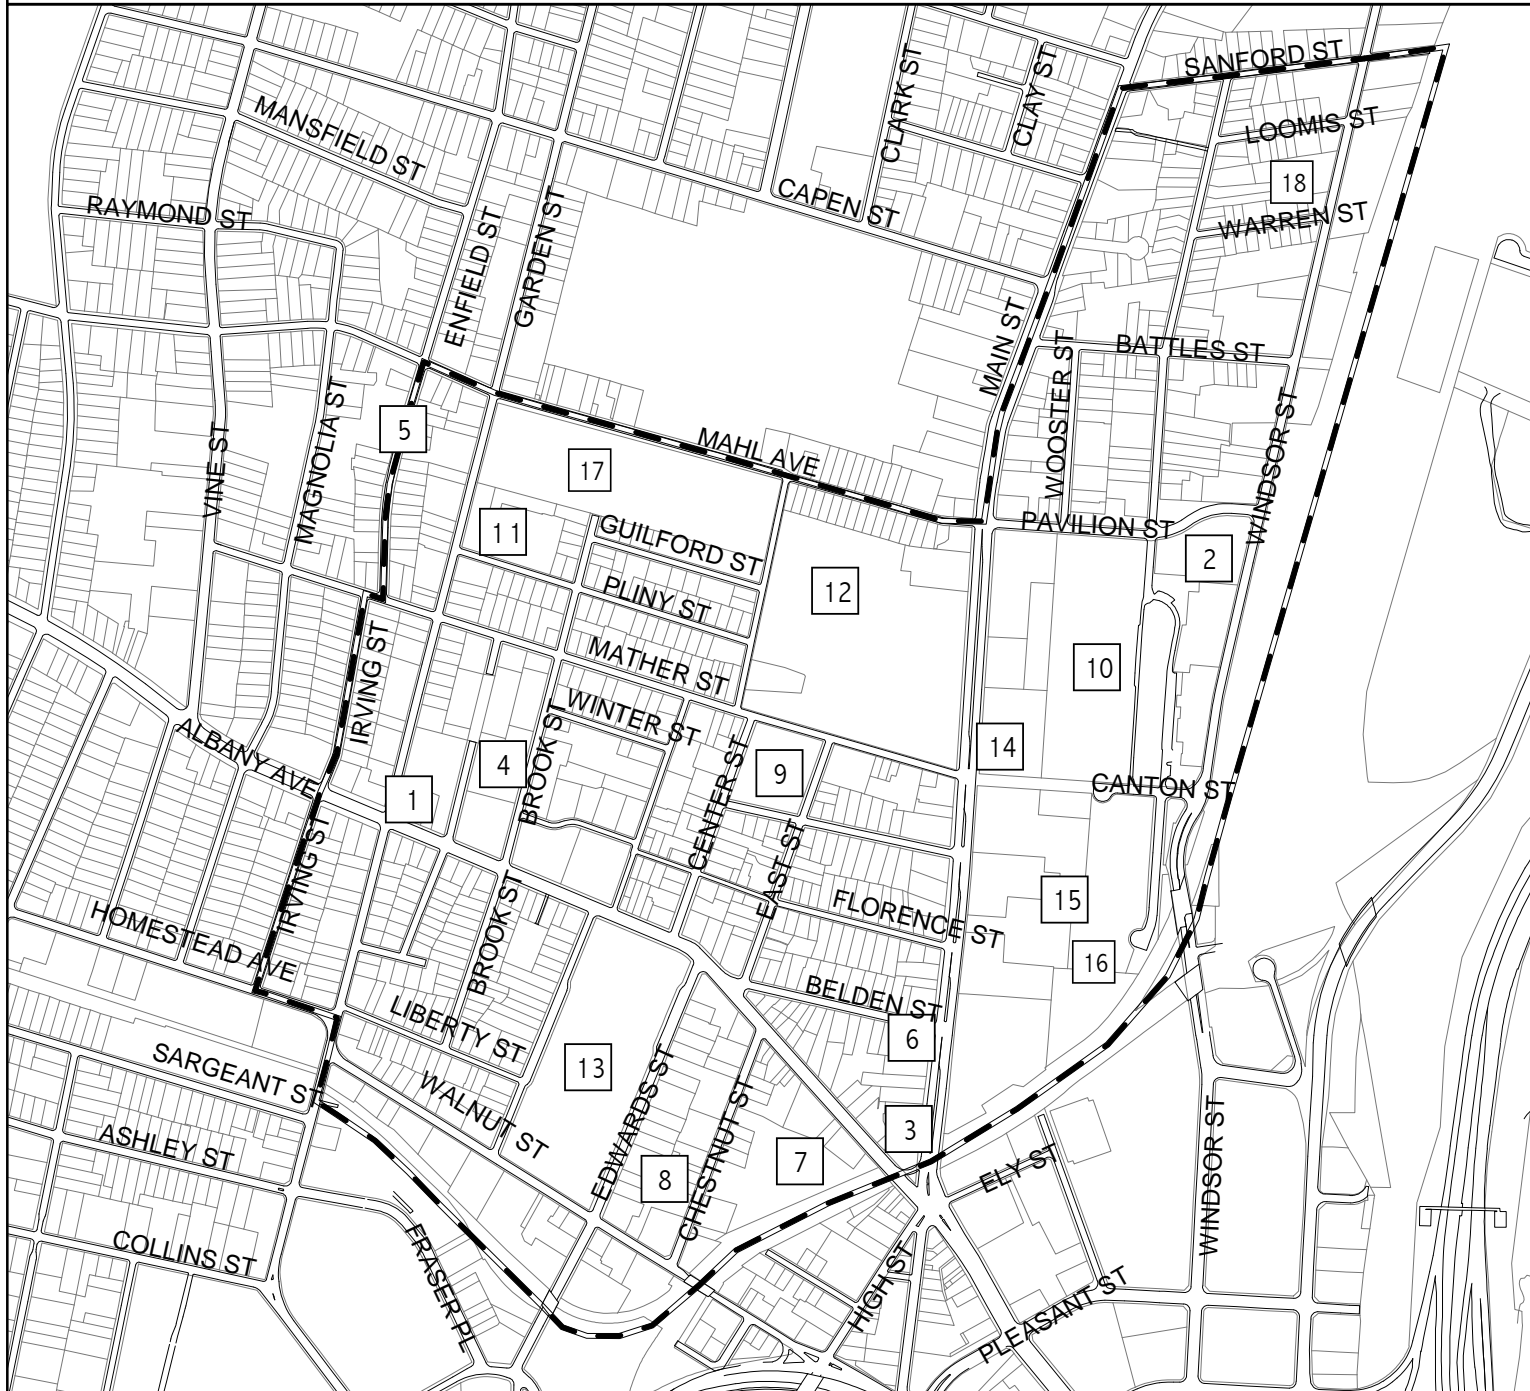 SANFORD ST
CLARK ST
CLAY ST
MANSFIELD ST
LOOMIS ST
18
CAPEN ST
RAYMOND ST
WARREN ST
ENFIELD ST
GARDEN ST
MAIN ST
BATTLES ST
WOOSTER ST
5
MAGNOLIA ST
VINE ST
MAHL AVE
WINDSOR ST
17
11
GUILFORD ST
PAVILION ST
2
PLINY ST
12
MATHER ST
IRVING ST
10
WINTER ST
ALBANY AVE
BROOK ST
4
14
CENTER ST
9
CANTON ST
1
IRVING ST
EAST ST
BROOK ST
FLORENCE ST
15
HOMESTEAD AVE
16
BELDEN ST
LIBERTY ST
6
SARGEANT ST
13
WALNUT ST
EDWARDS ST
CHESTNUT ST
3
ASHLEY ST
7
8
ELY ST
WINDSOR ST
COLLINS ST
FRASER PL
HIGH ST
PLEASANT ST